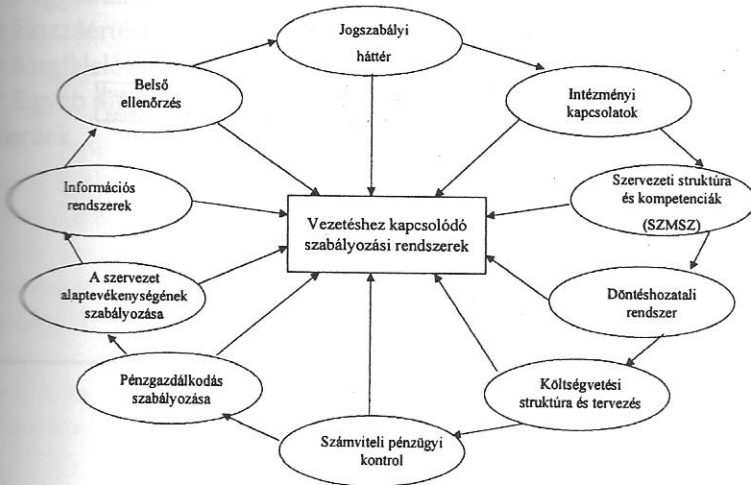 Jogszabályi
háttér
Intézményi
kapcsolatok
Szervezeti struktúra
és kompetenciák
(SZMSZ)
Döntéshozatali
rendszer
Költségvetési
struktúra és tervezés
Számviteli pénzügyi
kontrol
Pénzgazdálkodás
szabályozása
A szervezet
alaptevékenységének
szabályozása
Információs
rendszerek
Belső
ellenőrzés
Vezetéshez kapcsolódó
szabályozási rendszerek